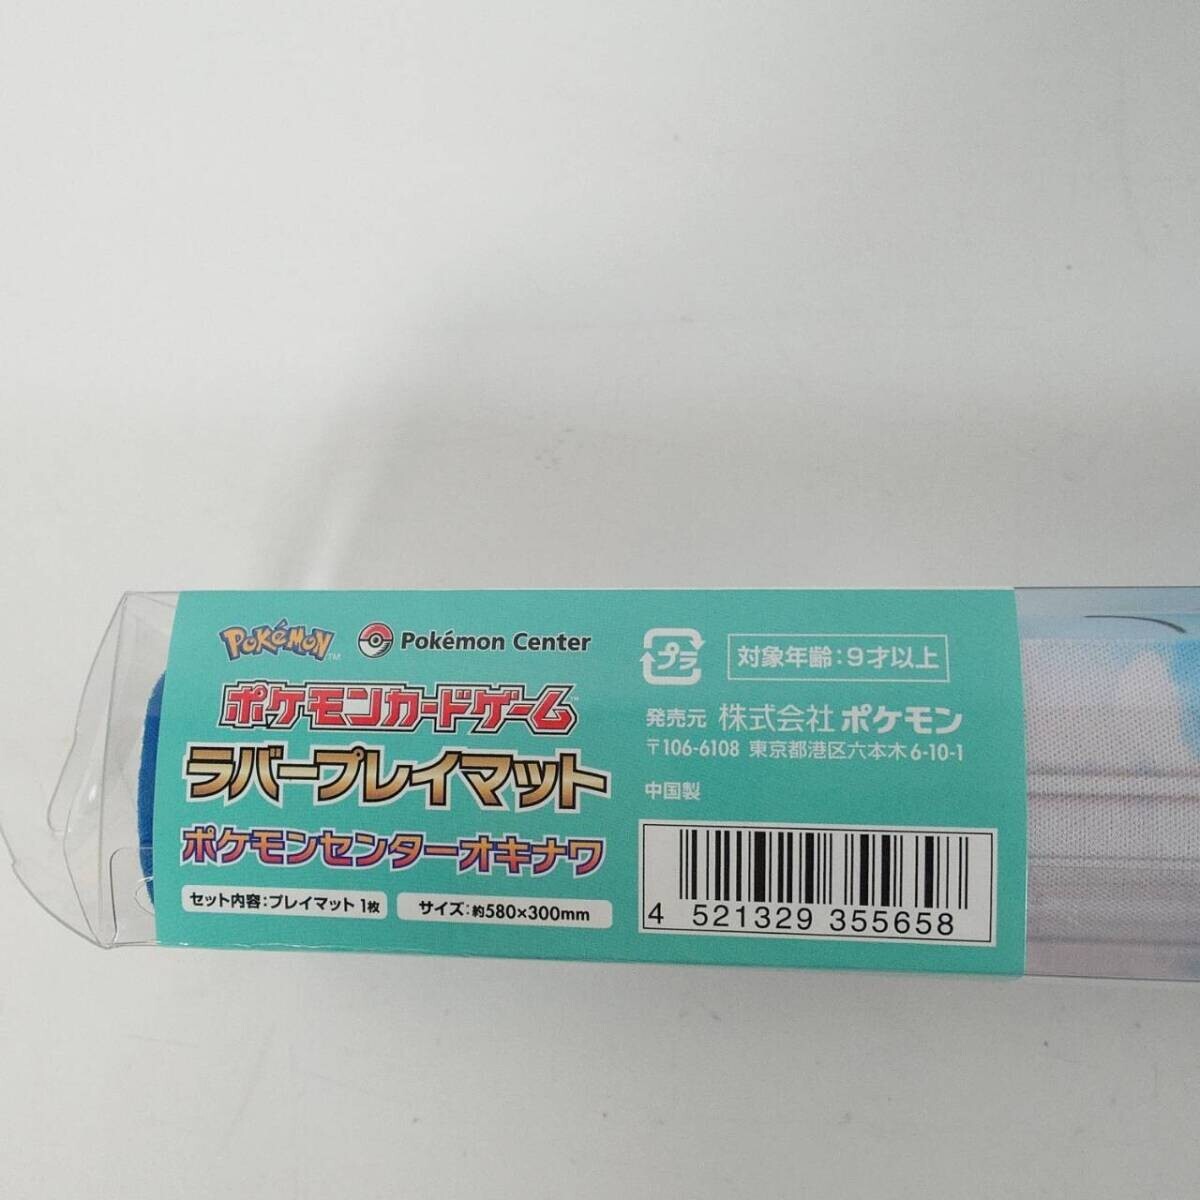 POKéMON™ Pokémon Center
ポケモンカードゲーム™
ラバープレイマット
ポケモンセンターオキナワ
セット内容:プレイマット 1枚
サイズ:約580×300mm
プラ
対象年齢:9才以上
発売元 株式会社 ポケモン
〒106-6108 東京都港区六本木6-10-1
中国製
4 521329 355658